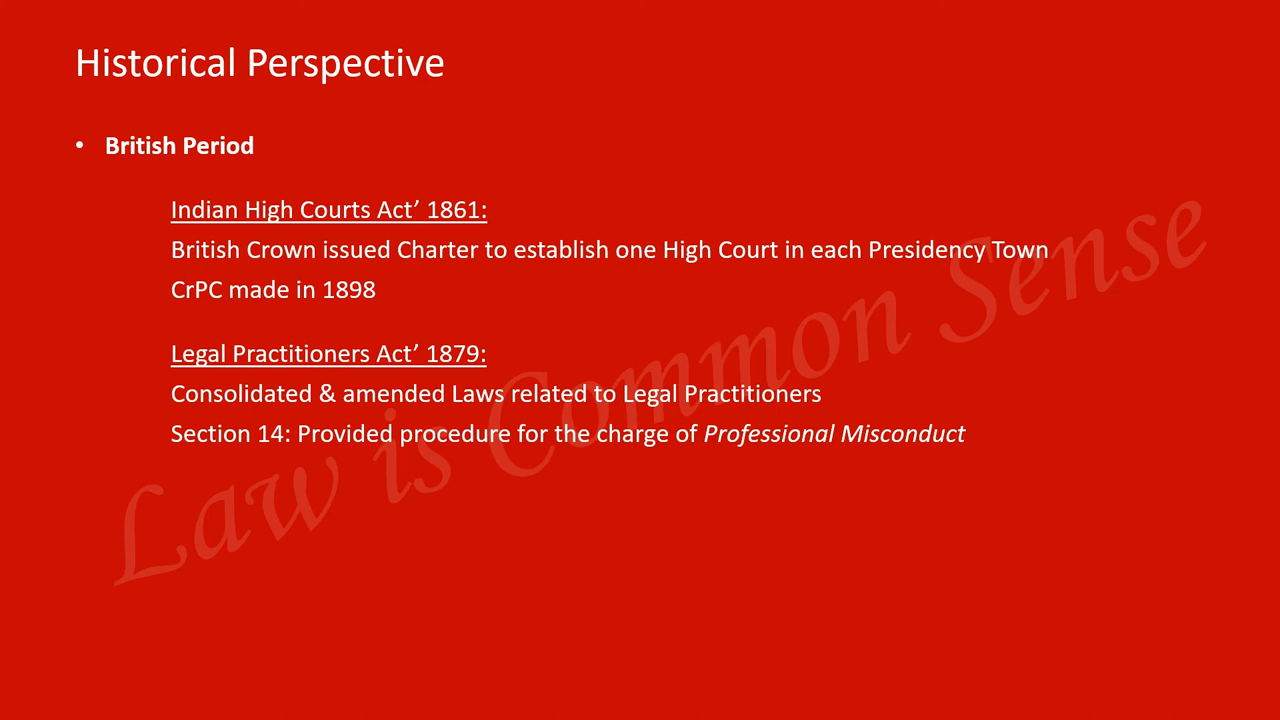 Historical Perspective
• British Period
Indian High Courts Act’ 1861:
British Crown issued Charter to establish one High Court in each Presidency Town
CrPC made in 1898
Legal Practitioners Act’ 1879:
Consolidated & amended Laws related to Legal Practitioners
Section 14: Provided procedure for the charge of Professional Misconduct
Law is Common Sense